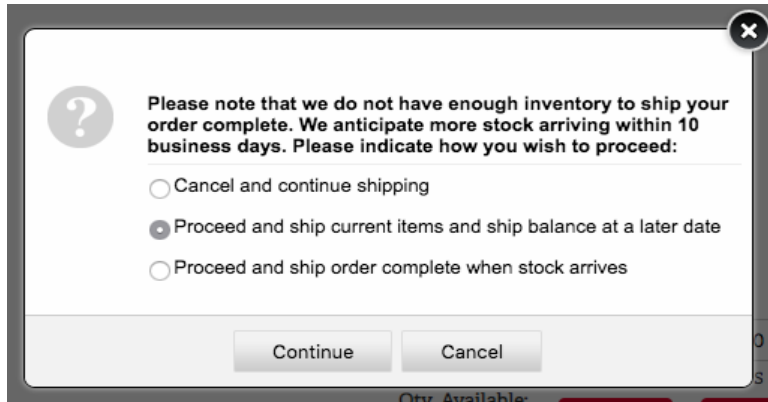 Please note that we do not have enough inventory to ship your
order complete. We anticipate more stock arriving within 10
business days. Please indicate how you wish to proceed:
Cancel and continue shipping
Proceed and ship current items and ship balance at a later date
Proceed and ship order complete when stock arrives
Continue Cancel
Qty. Available: